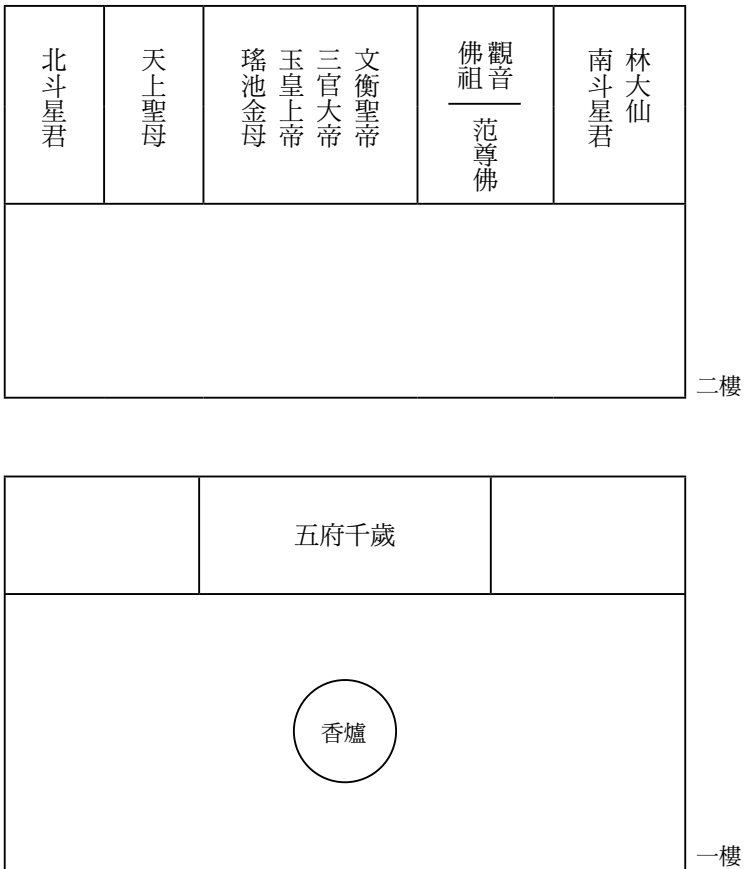 林大仙
南斗星君
觀音
佛祖
范尊佛
文衡聖帝
三官大帝
玉皇上帝
瑤池金母
天上聖母
北斗星君
二樓
五府千歲
香爐
一樓